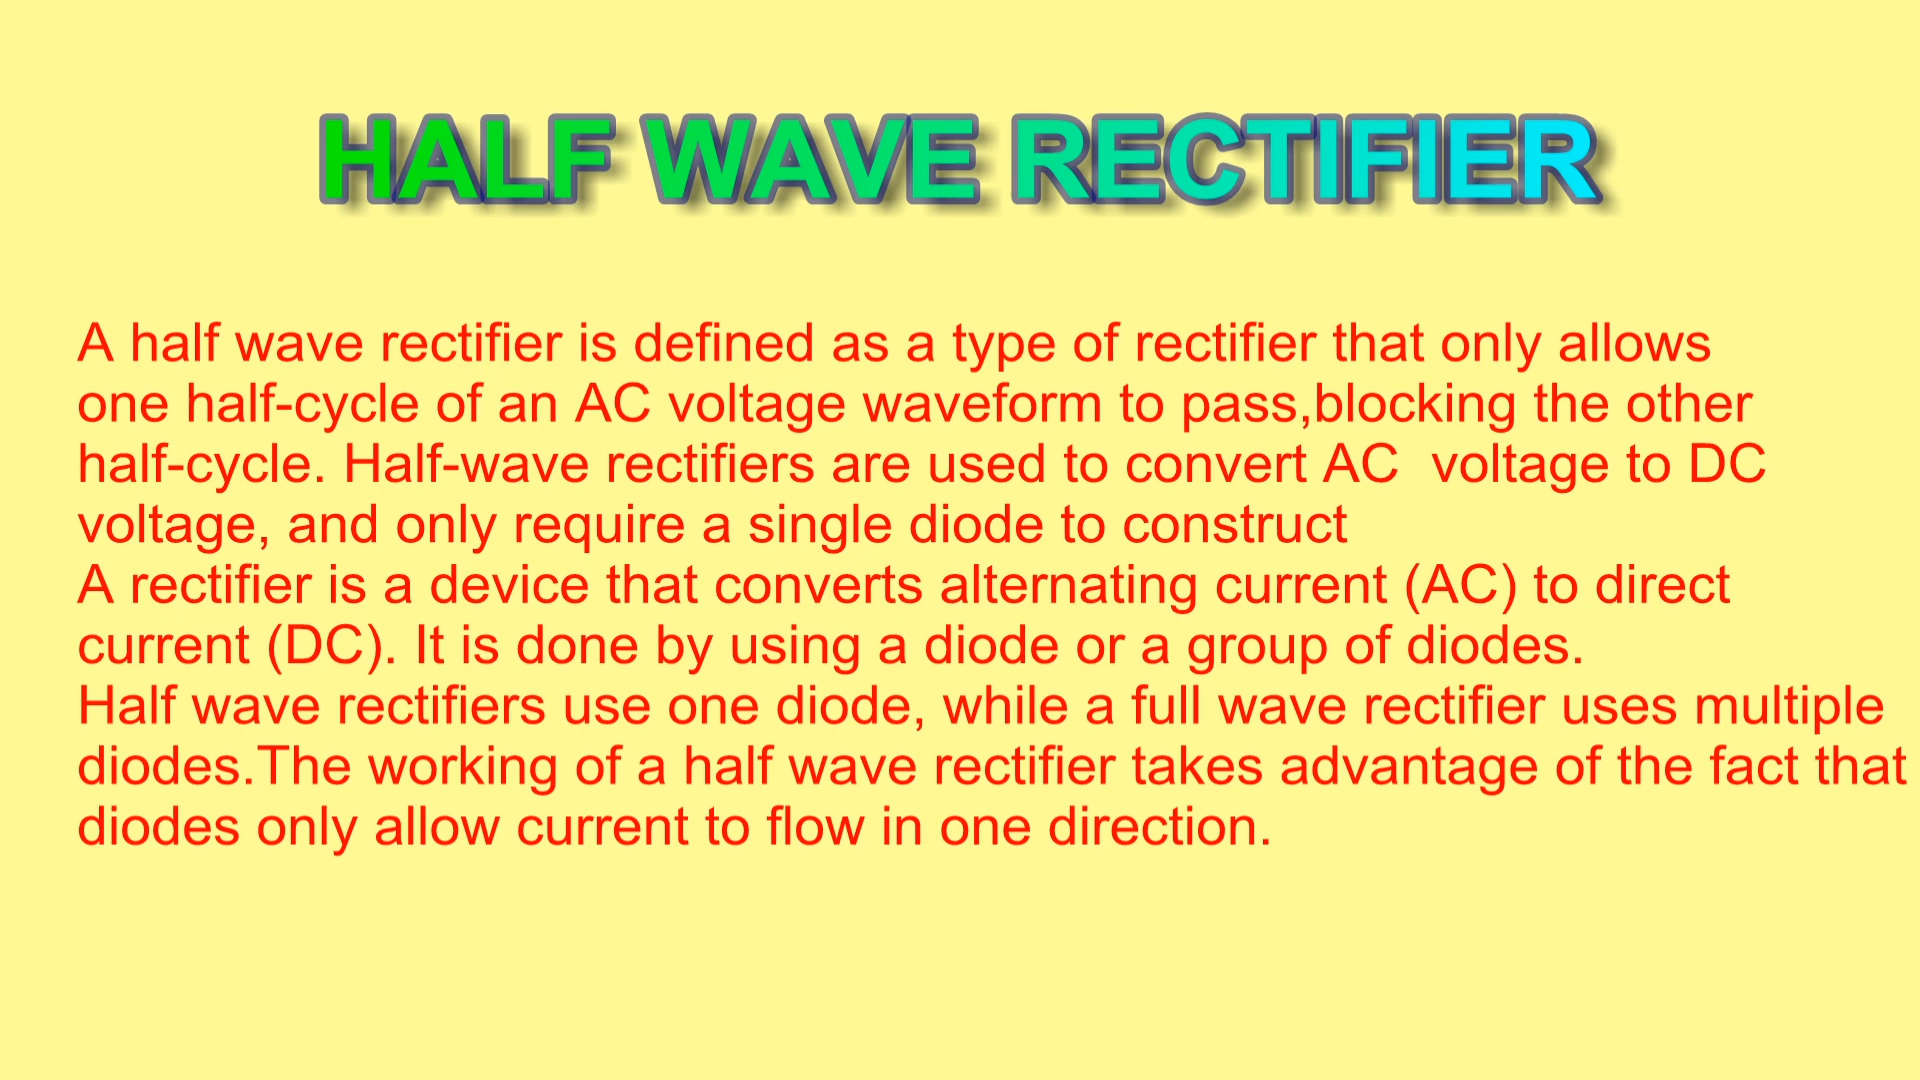 HALF WAVE RECTIFIER
A half wave rectifier is defined as a type of rectifier that only allows
one half-cycle of an AC voltage waveform to pass,blocking the other
half-cycle. Half-wave rectifiers are used to convert AC  voltage to DC
voltage, and only require a single diode to construct
A rectifier is a device that converts alternating current (AC) to direct
current (DC). It is done by using a diode or a group of diodes.
Half wave rectifiers use one diode, while a full wave rectifier uses multiple
diodes.The working of a half wave rectifier takes advantage of the fact that
diodes only allow current to flow in one direction.